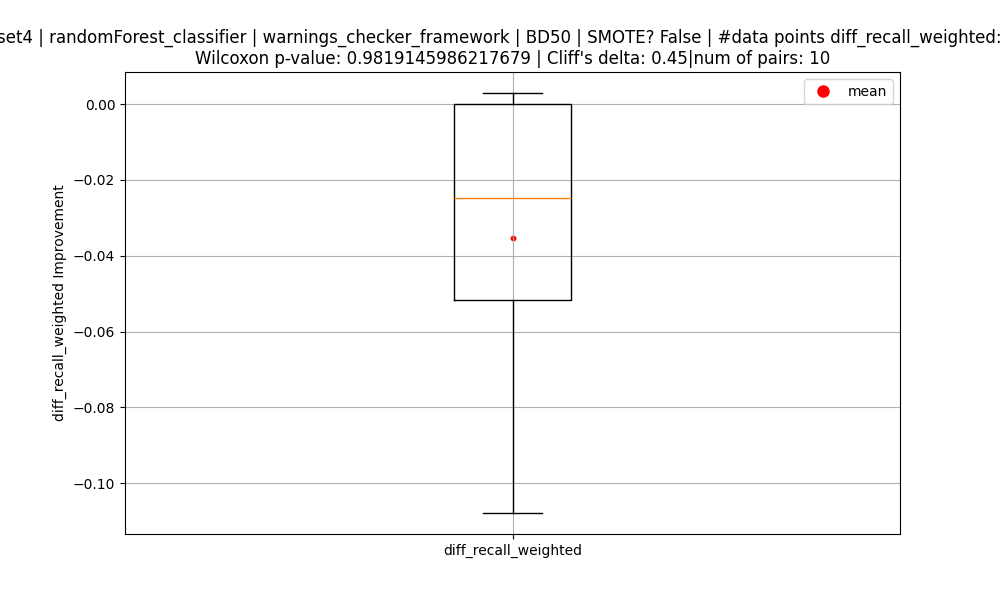 set4 | randomForest_classifier | warnings_checker_framework | BD50 | SMOTE? False | #data points diff_recall_weighted:
Wilcoxon p-value: 0.9819145986217679 | Cliff's delta: 0.45|num of pairs: 10
mean
0.00
−0.02
−0.04
−0.06
−0.08
−0.10
diff_recall_weighted Improvement
diff_recall_weighted